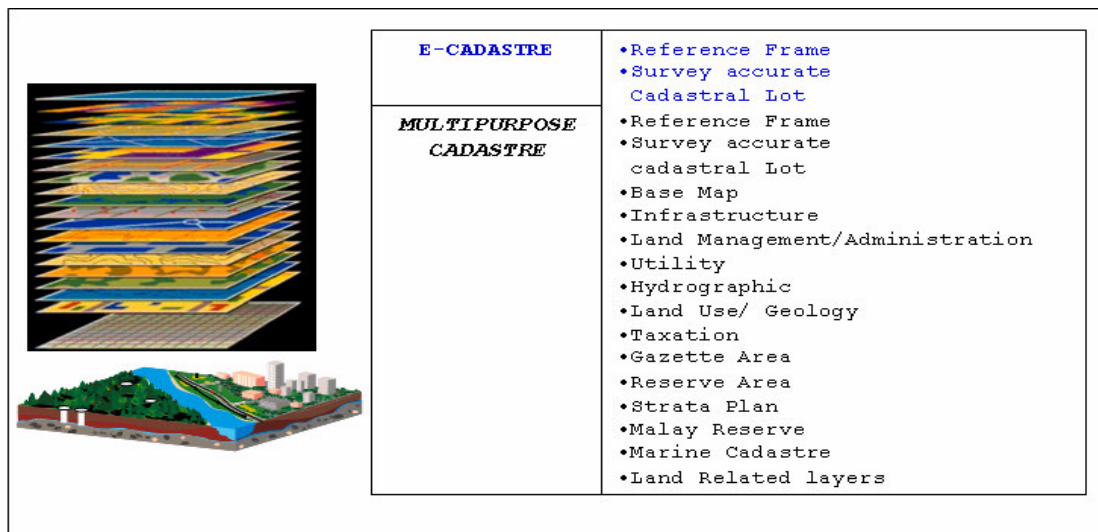 E-CADASTRE
•Reference Frame
•Survey accurate
Cadastral Lot
MULTIPURPOSE
CADASTRE
•Reference Frame
•Survey accurate
cadastral Lot
•Base Map
•Infrastructure
•Land Management/Administration
•Utility
•Hydrographic
•Land Use/ Geology
•Taxation
•Gazette Area
•Reserve Area
•Strata Plan
•Malay Reserve
•Marine Cadastre
•Land Related layers